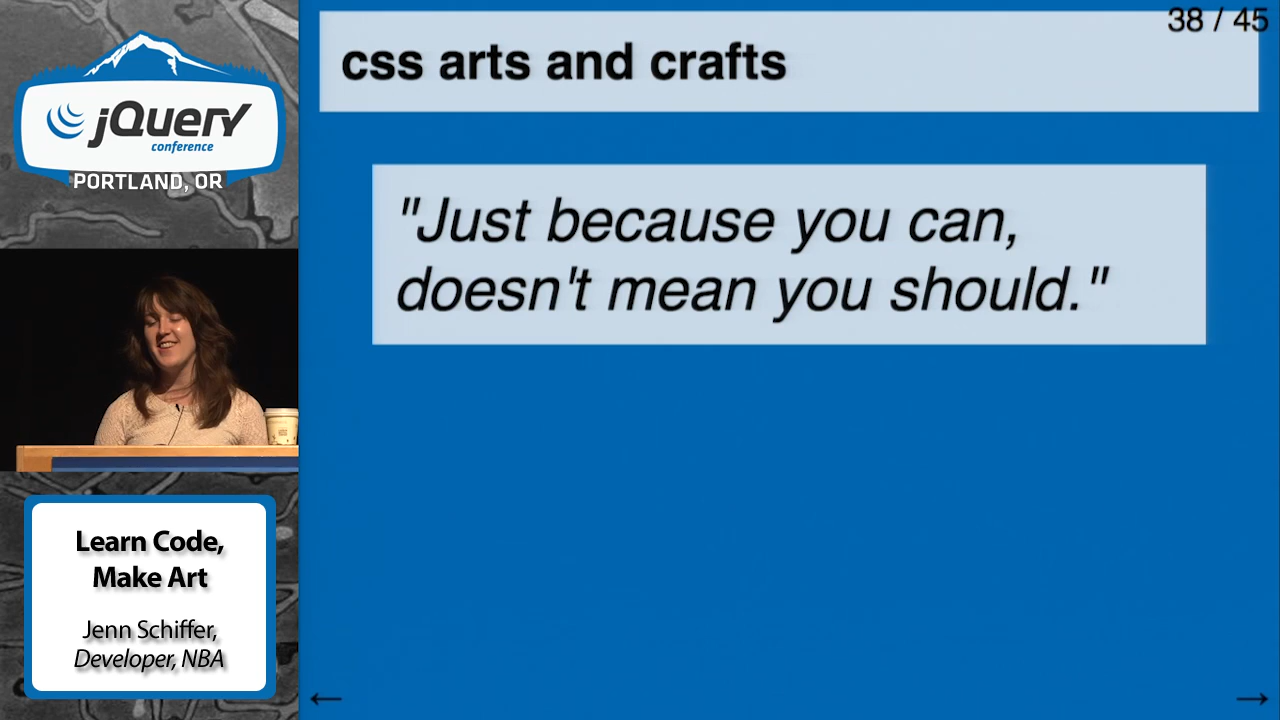 jQuery
conference
PORTLAND, OR
Learn Code,
Make Art
Jenn Schiffer,
Developer, NBA
38 / 45
css arts and crafts
"Just because you can,
doesn't mean you should."
← →